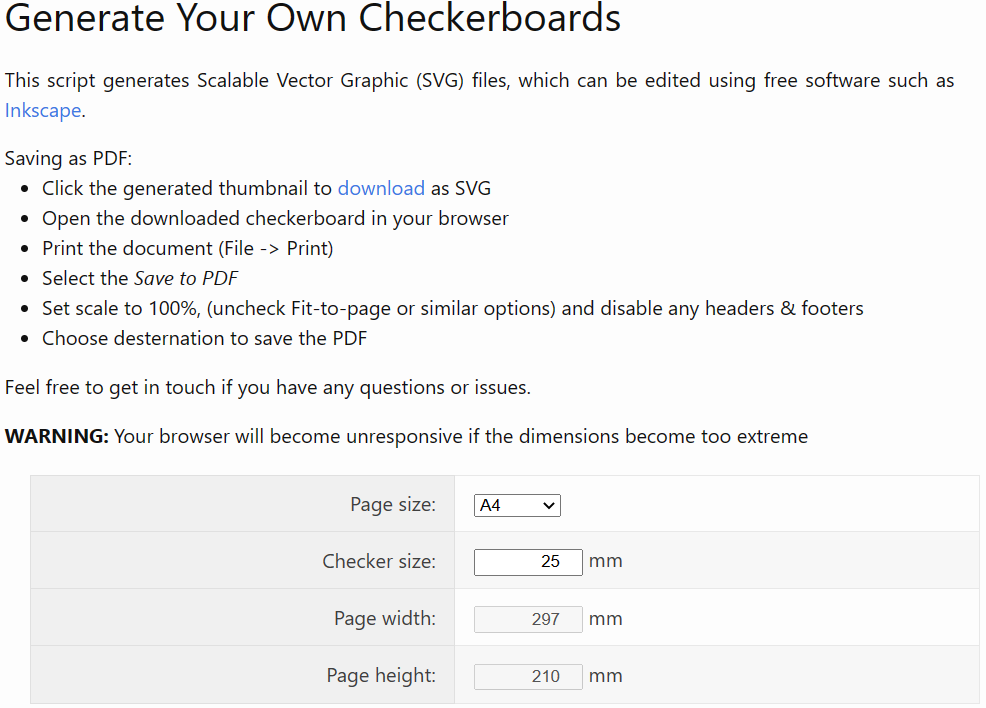 Generate Your Own Checkerboards
This script generates Scalable Vector Graphic (SVG) files, which can be edited using free software such as
Inkscape.
Saving as PDF:
• Click the generated thumbnail to download as SVG
• Open the downloaded checkerboard in your browser
• Print the document (File -> Print)
• Select the Save to PDF
• Set scale to 100%, (uncheck Fit-to-page or similar options) and disable any headers & footers
• Choose desternation to save the PDF
Feel free to get in touch if you have any questions or issues.
WARNING: Your browser will become unresponsive if the dimensions become too extreme
Page size: A4
Checker size: 25 mm
Page width: 297 mm
Page height: 210 mm